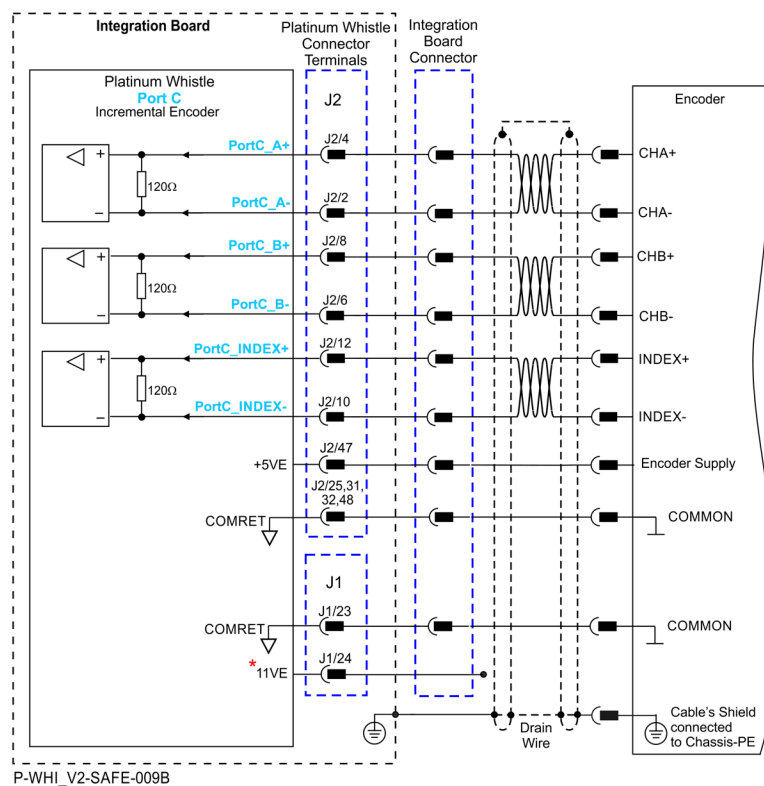 Integration Board
Platinum Whistle
Connector
Terminals
Integration
Board
Connector
Platinum Whistle
Port C
Incremental Encoder
J2
Encoder
PortC_A+
J2/4
CHA+
+
120Ω
PortC_A-
J2/2
CHA-
–
PortC_B+
J2/8
CHB+
+
120Ω
PortC_B-
J2/6
CHB-
–
PortC_INDEX+
J2/12
INDEX+
+
120Ω
PortC_INDEX-
J2/10
INDEX-
–
+5VE
J2/47
Encoder Supply
J2/25,31,
32,48
COMRET
COMMON
J1
J1/23
COMRET
COMMON
J1/24
*11VE
Drain
Wire
Cable's Shield
connected
to Chassis-PE
P-WHI_V2-SAFE-009B